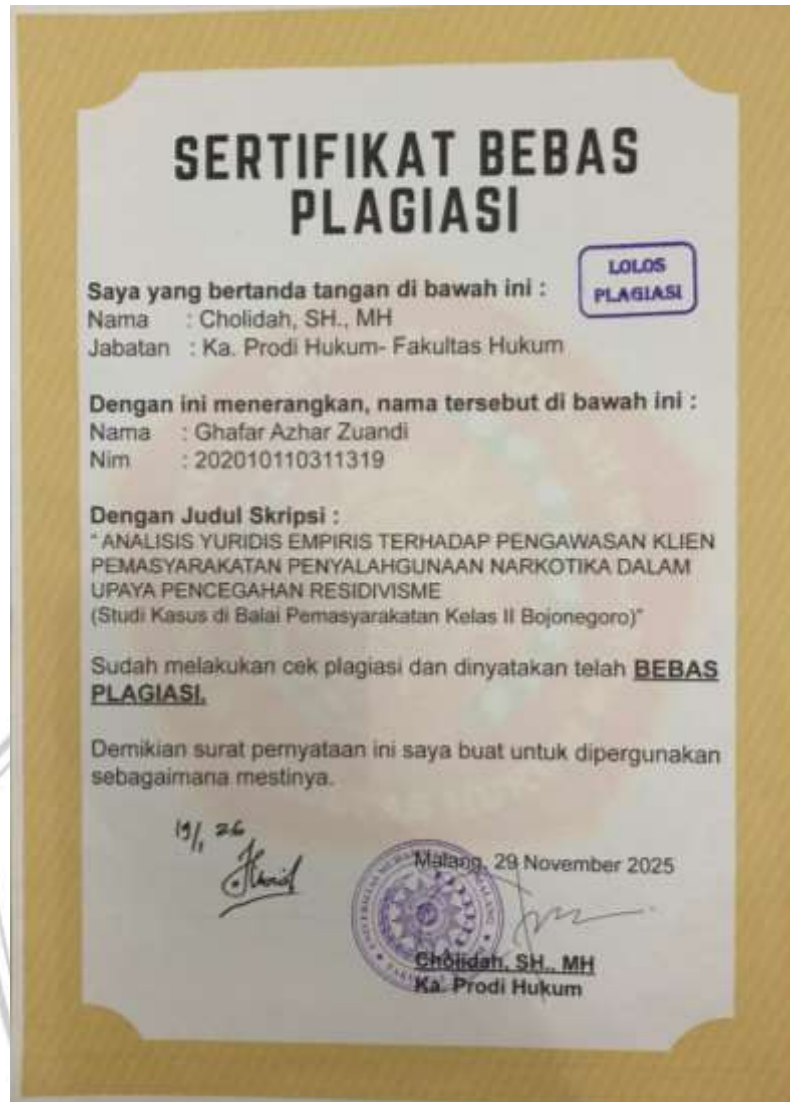 SERTIFIKAT BEBAS
PLAGIASI
LOLOS
PLAGIASI
Saya yang bertanda tangan di bawah ini :
Nama : Cholidah, SH., MH
Jabatan : Ka. Prodi Hukum- Fakultas Hukum
Dengan ini menerangkan, nama tersebut di bawah ini :
Nama : Ghafar Azhar Zuandi
Nim : 202010110311319
Dengan Judul Skripsi :
" ANALISIS YURIDIS EMPIRIS TERHADAP PENGAWASAN KLIEN
PEMASYARAKATAN PENYALAHGUNAAN NARKOTIKA DALAM
UPAYA PENCEGAHAN RESIDIVISME
(Studi Kasus di Balai Pemasyarakatan Kelas II Bojonegoro)"
Sudah melakukan cek plagiasi dan dinyatakan telah BEBAS
PLAGIASI.
Demikian surat pernyataan ini saya buat untuk dipergunakan
sebagaimana mestinya.
19/1 26
Malang, 29 November 2025
Cholidah, SH., MH
Ka. Prodi Hukum